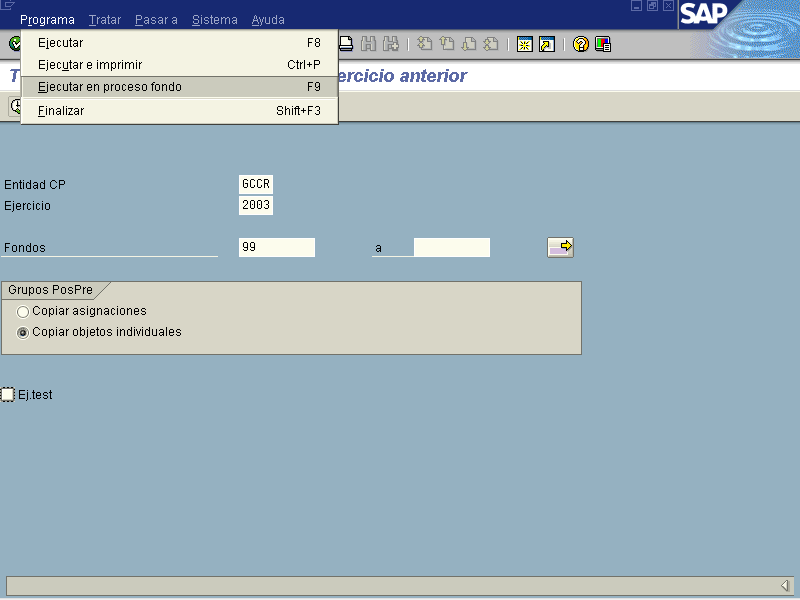 Programa Tratar Pasar a Sistema Ayuda
SAP
Ejecutar F8
Ejecutar e imprimir Ctrl+P
Ejecutar en proceso fondo F9
Finalizar Shift+F3
T ercicio anterior
Entidad CP GCCR
Ejercicio 2003
Fondos 99 a
Grupos PosPre
Copiar asignaciones
Copiar objetos individuales
Ej.test